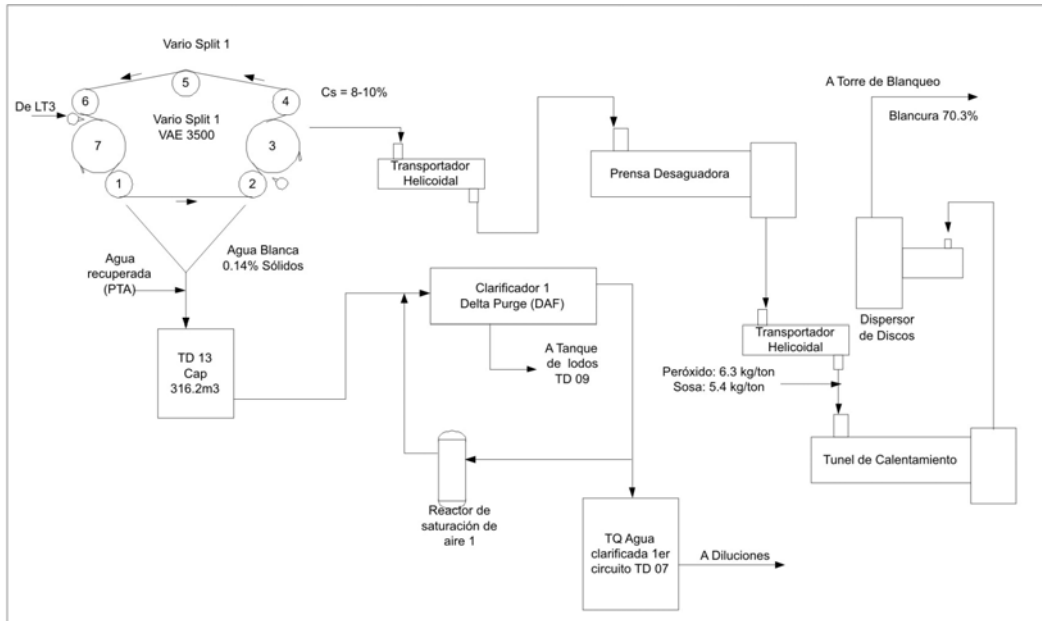 Vario Split 1
5
6
4
De LT3
Vario Split 1
VAE 3500
7
3
1
2
Cs = 8-10%
Transportador
Helicoidal
Prensa Desaguadora
A Torre de Blanqueo
Blancura 70.3%
Dispersor
de Discos
Agua
recuperada
(PTA)
Agua Blanca
0.14% Sólidos
TD 13
Cap
316.2m3
Clarificador 1
Delta Purge (DAF)
A Tanque
de lodos
TD 09
Transportador
Helicoidal
Peróxido: 6.3 kg/ton
Sosa: 5.4 kg/ton
Tunel de Calentamiento
Reactor de
saturación de
aire 1
TQ Agua
clarificada 1er
circuito TD 07
A Diluciones